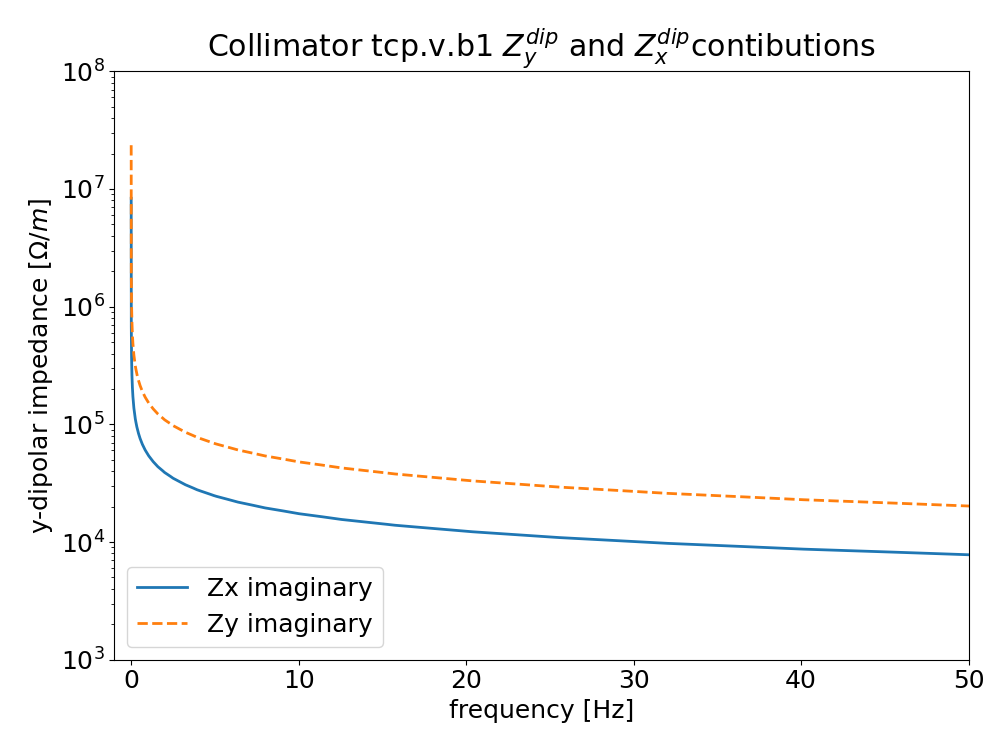 Collimator tcp.v.b1 $Z_y^{dip}$ and $Z_x^{dip}$contibutions
y-dipolar impedance [Ω/m]
10^8
10^7
10^6
10^5
10^4
10^3
Zx imaginary
Zy imaginary
0 10 20 30 40 50
frequency [Hz]